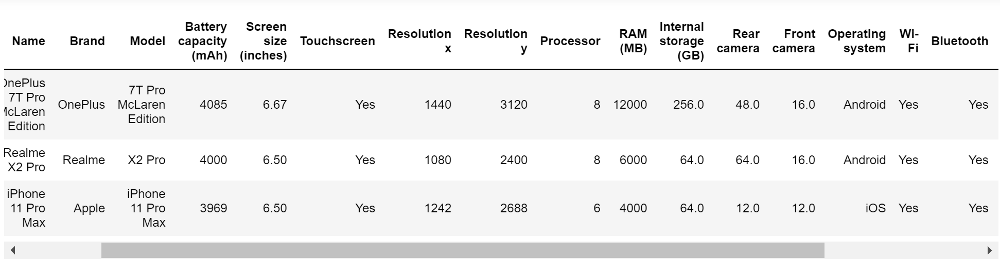 Name
Brand
Model
Battery
capacity
(mAh)
Screen
size
(inches)
Touchscreen
Resolution
x
Resolution
y
Processor
RAM
(MB)
Internal
storage
(GB)
Rear
camera
Front
camera
Operating
system
Wi-
Fi
Bluetooth
OnePlus
7T Pro
McLaren
Edition
OnePlus
7T Pro
McLaren
Edition
4085
6.67
Yes
1440
3120
8
12000
256.0
48.0
16.0
Android
Yes
Yes
Realme
X2 Pro
Realme
X2 Pro
4000
6.50
Yes
1080
2400
8
6000
64.0
64.0
16.0
Android
Yes
Yes
iPhone
11 Pro
Max
Apple
iPhone
11 Pro
Max
3969
6.50
Yes
1242
2688
6
4000
64.0
12.0
12.0
iOS
Yes
Yes